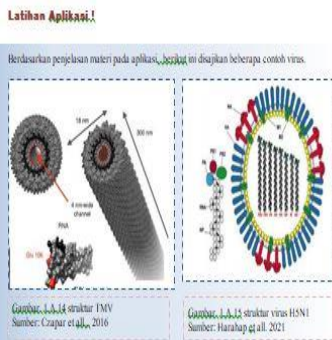 Latihan Aplikasi !
Berdasarkan penjelasan materi pada aplikasi, berikut ini disajikan beberapa contoh virus.
18 nm
300 nm
4 nm-wide
channel
RNA
Gambar. 1.A.14 struktur TMV
Sumber: Czapar et all., 2016
Gambar. 1.A.15 struktur virus H5N1
Sumber: Harahap et all. 2021